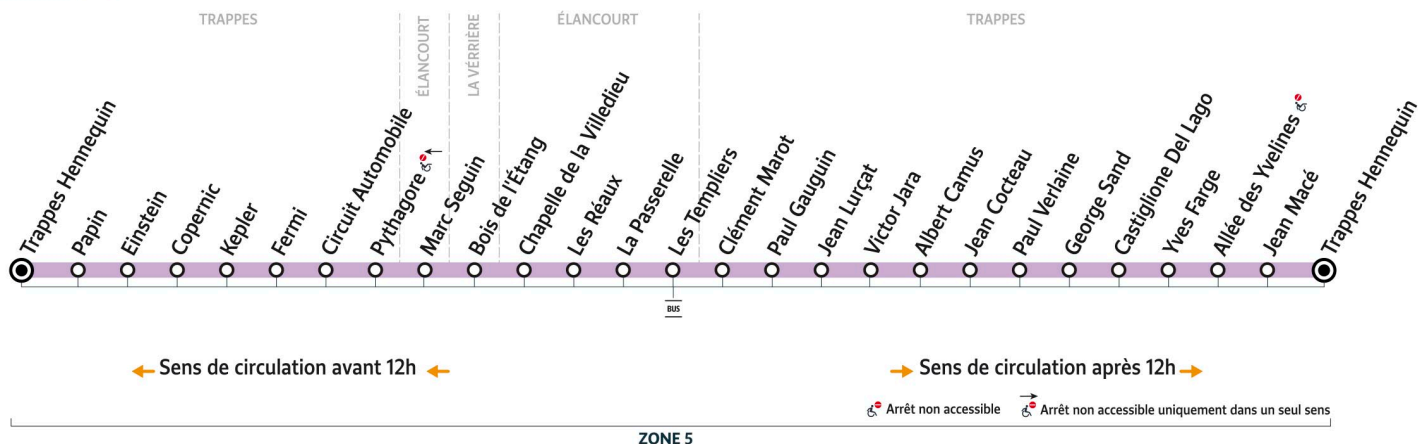 TRAPPES
ÉLANCOURT
LA VÉRRIÈRE
ÉLANCOURT
TRAPPES
Trappes Hennequin
Papin
Einstein
Copernic
Kepler
Fermi
Circuit Automobile
Pythagore
Marc Seguin
Bois de l'Étang
Chapelle de la Villedieu
Les Réaux
La Passerelle
Les Templiers
Clément Marot
Paul Gauguin
Jean Lurçat
Victor Jara
Albert Camus
Jean Cocteau
Paul Verlaine
George Sand
Castiglione Del Lago
Yves Farge
Allée des Yvelines
Jean Macé
Trappes Hennequin
BUS
Sens de circulation avant 12h
Sens de circulation après 12h
Arrêt non accessible
Arrêt non accessible uniquement dans un seul sens
ZONE 5